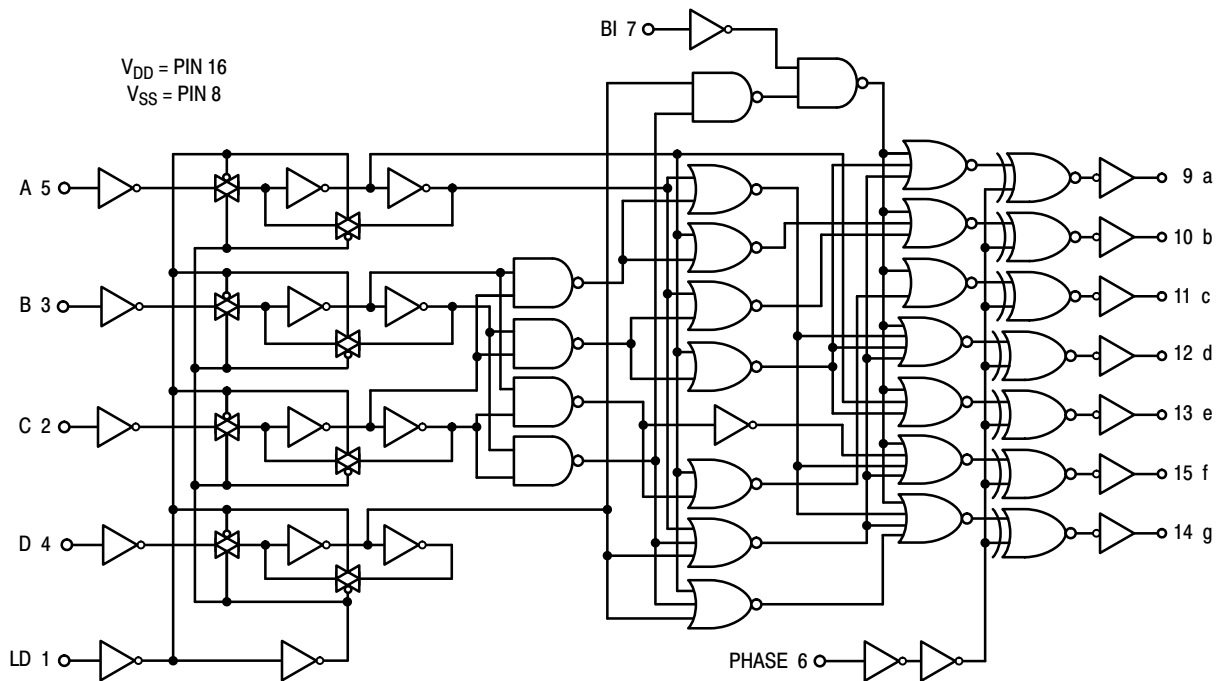 BI 7
V_DD = PIN 16
V_SS = PIN 8
A 5
9 a
10 b
B 3
11 c
12 d
C 2
13 e
15 f
D 4
14 g
LD 1
PHASE 6